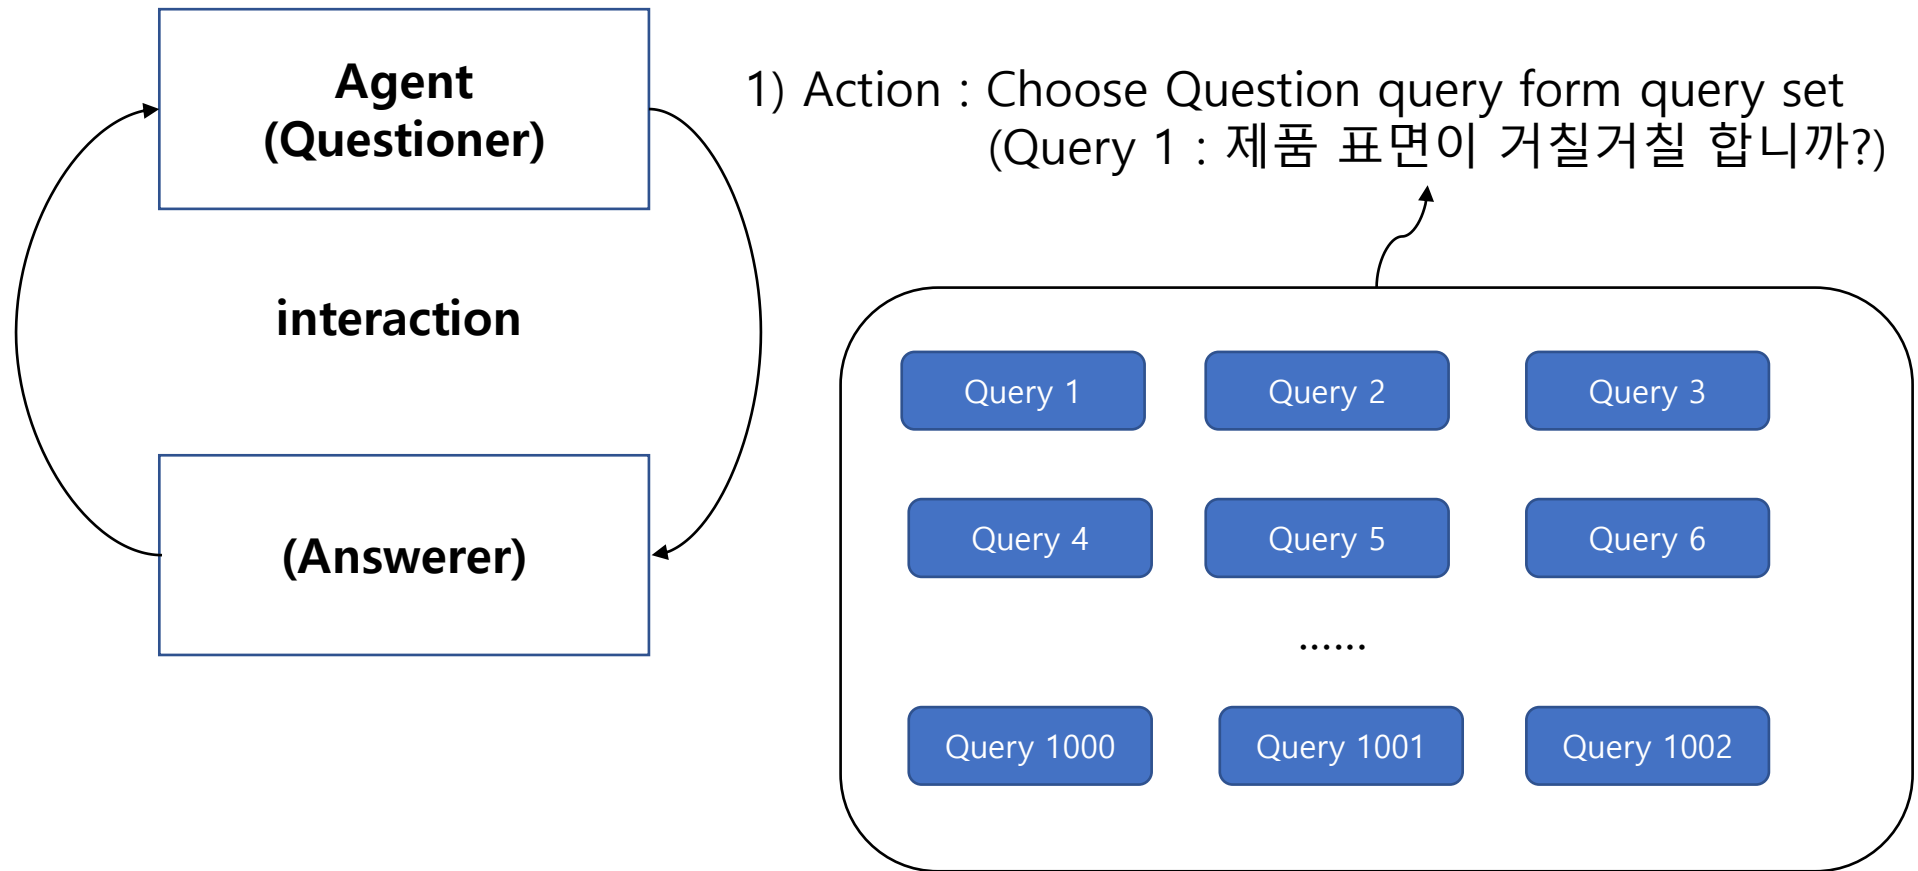 Agent
(Questioner)
interaction
(Answerer)
1) Action : Choose Question query form query set
(Query 1 : 제품 표면이 거칠거칠 합니까?)
Query 1
Query 2
Query 3
Query 4
Query 5
Query 6
......
Query 1000
Query 1001
Query 1002